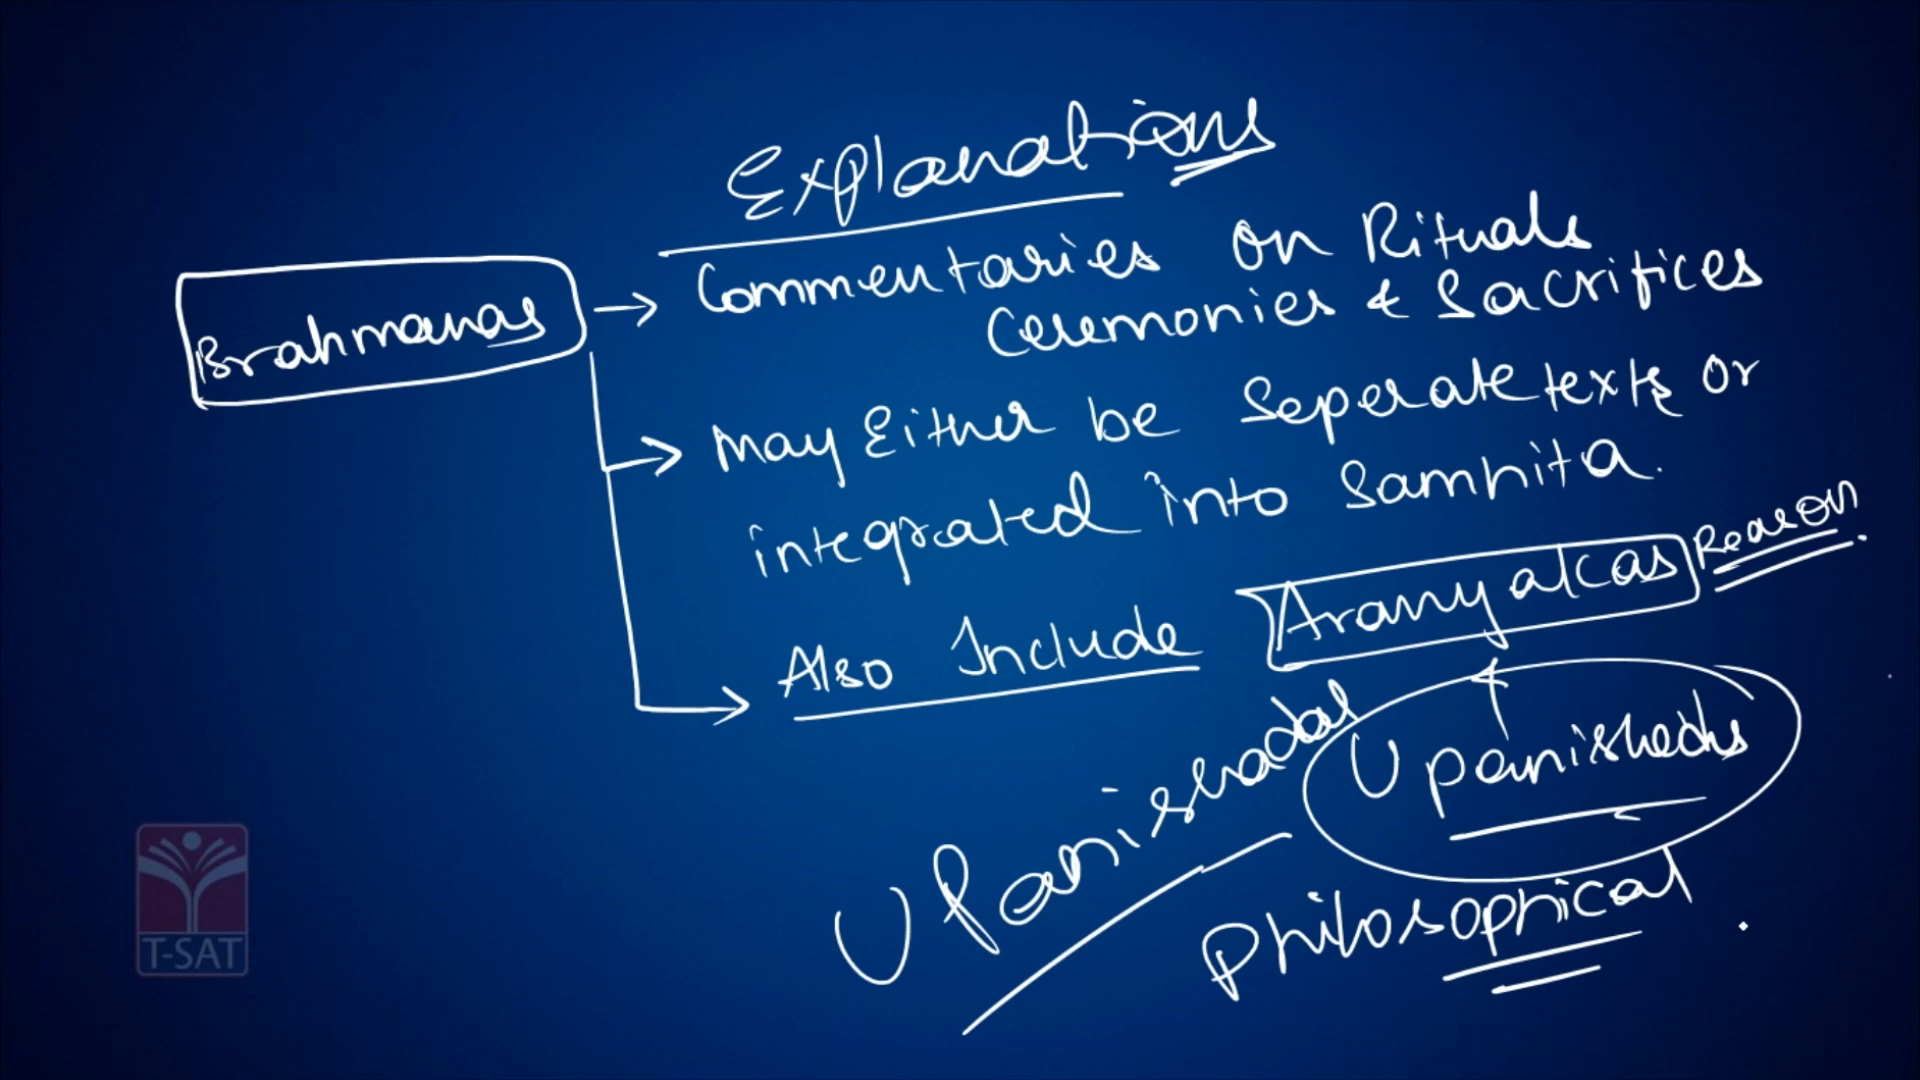 Explanations
Brahmanas → Commentaries on Rituals
Ceremonies & Sacrifices
→ May Either be Seperate texts or
integrated into Samhita.
→ Also Include Aranyakas Reason.
Upanishads
Upanishadas
Philosophical.
T-SAT